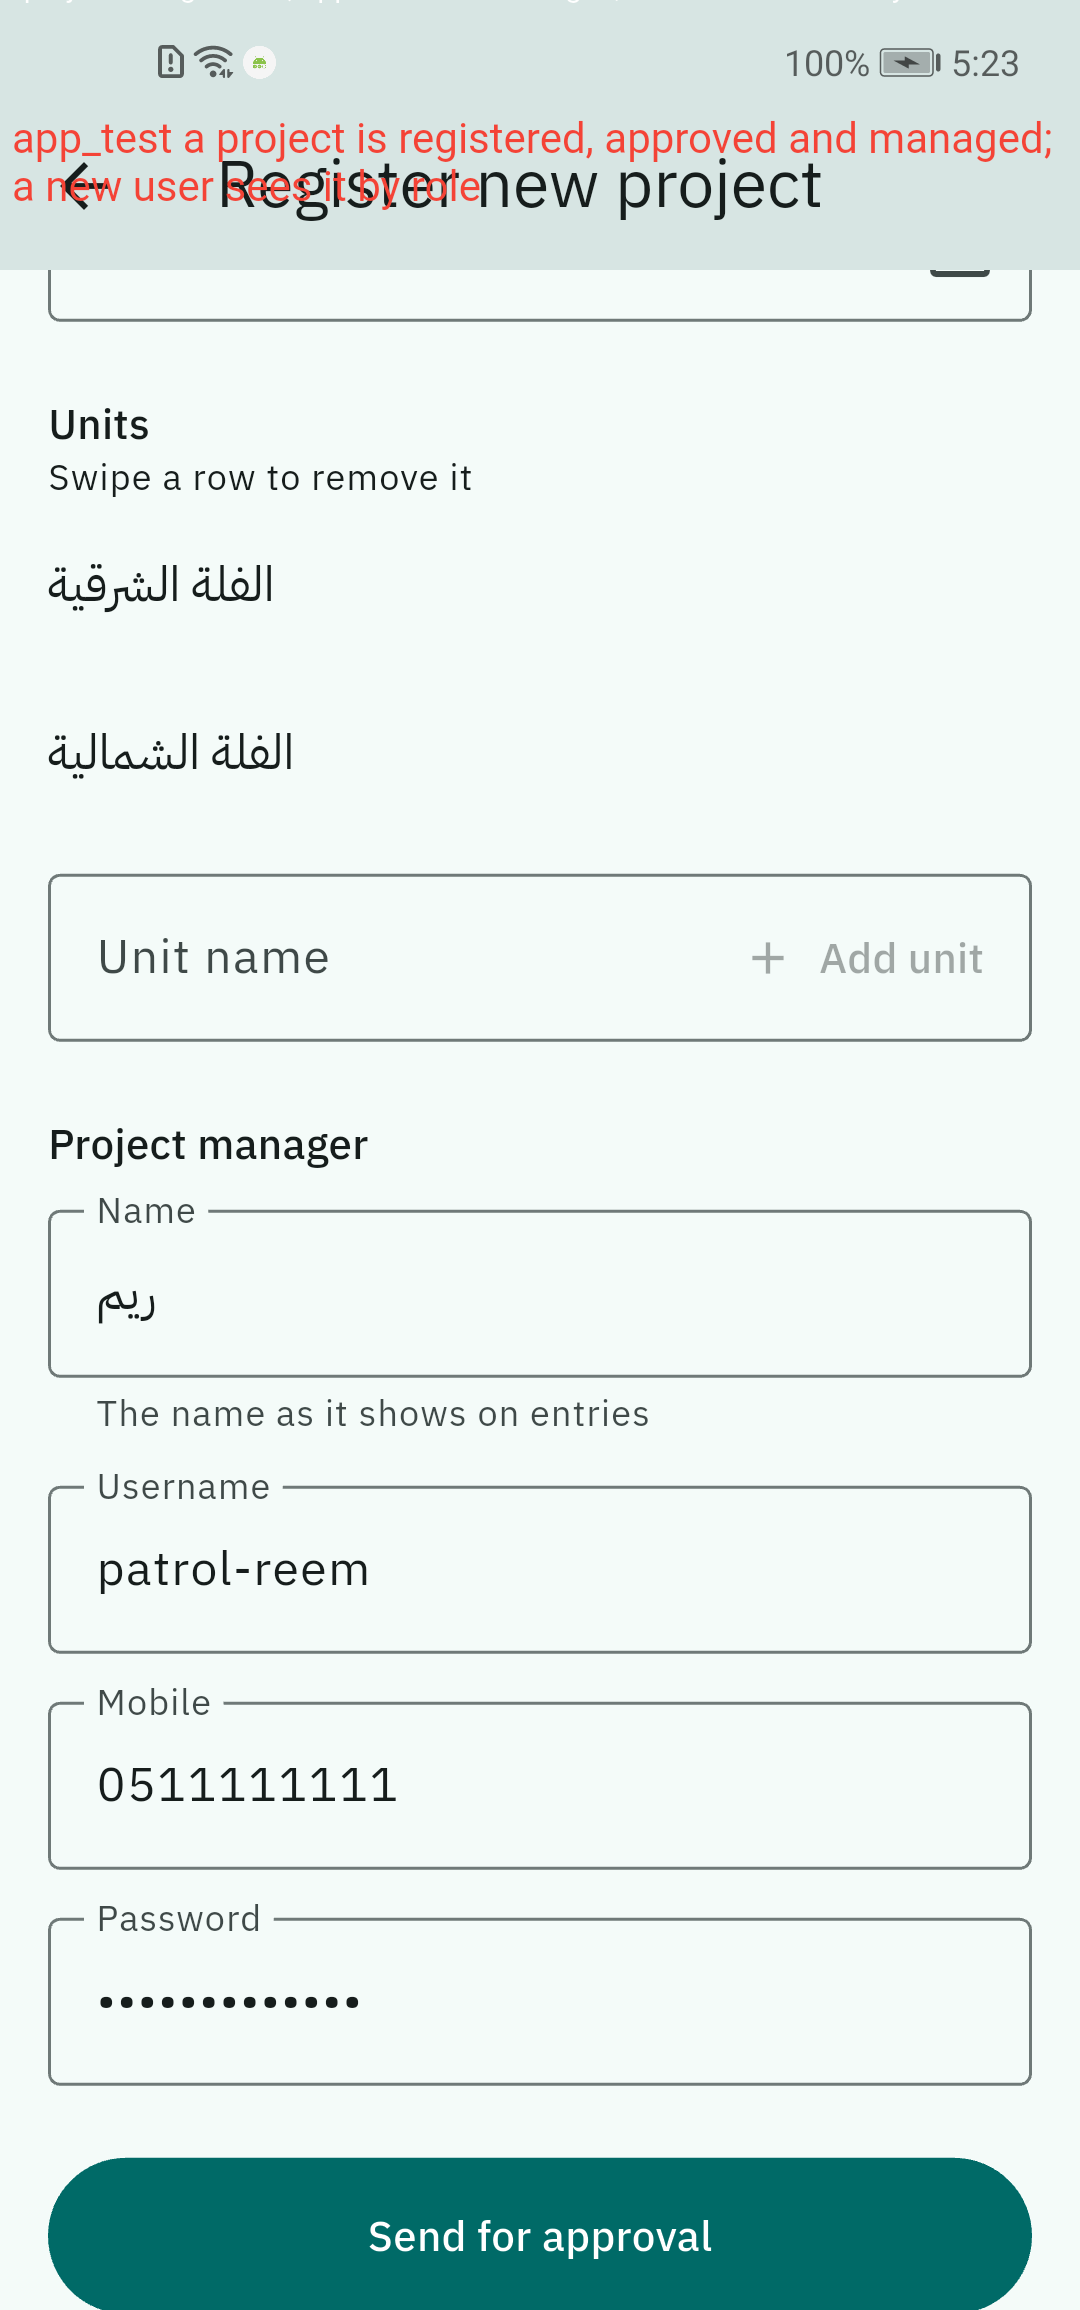 100% 5:23
app_test a project is registered, approved and managed;
a new user sees it by role
Register new project
Units
Swipe a row to remove it
الفلة الشرقية
الفلة الشمالية
Unit name + Add unit
Project manager
Name
ريم
The name as it shows on entries
Username
patrol-reem
Mobile
0511111111
Password
•••••••••••••
Send for approval